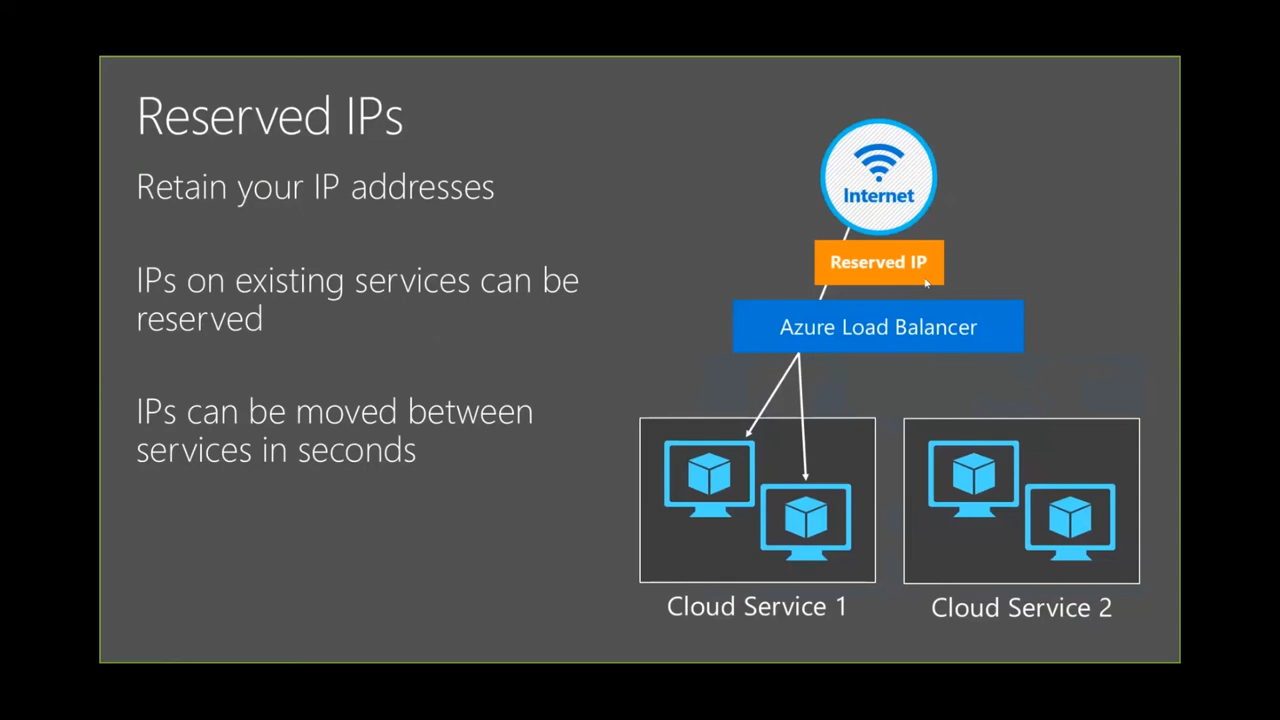 Reserved IPs
Retain your IP addresses
IPs on existing services can be
reserved
IPs can be moved between
services in seconds
Internet
Reserved IP
Azure Load Balancer
Cloud Service 1
Cloud Service 2